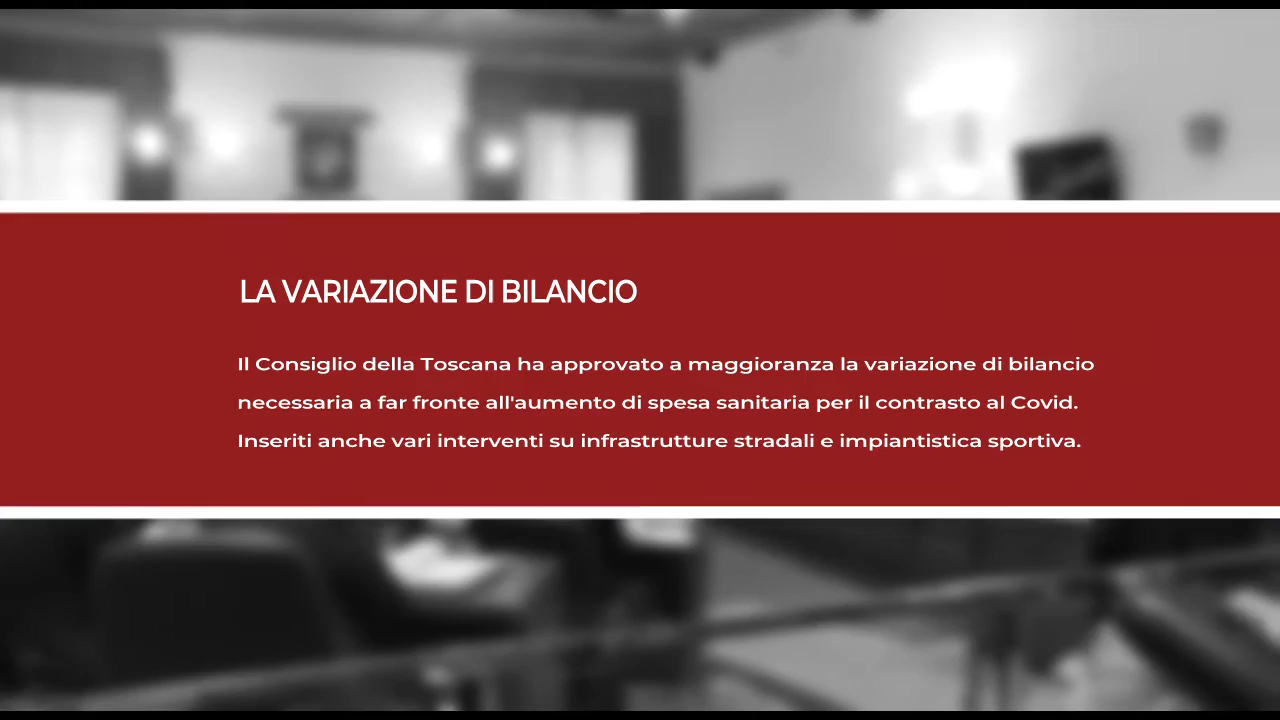 LA VARIAZIONE DI BILANCIO
Il Consiglio della Toscana ha approvato a maggioranza la variazione di bilancio
necessaria a far fronte all'aumento di spesa sanitaria per il contrasto al Covid.
Inseriti anche vari interventi su infrastrutture stradali e impiantistica sportiva.